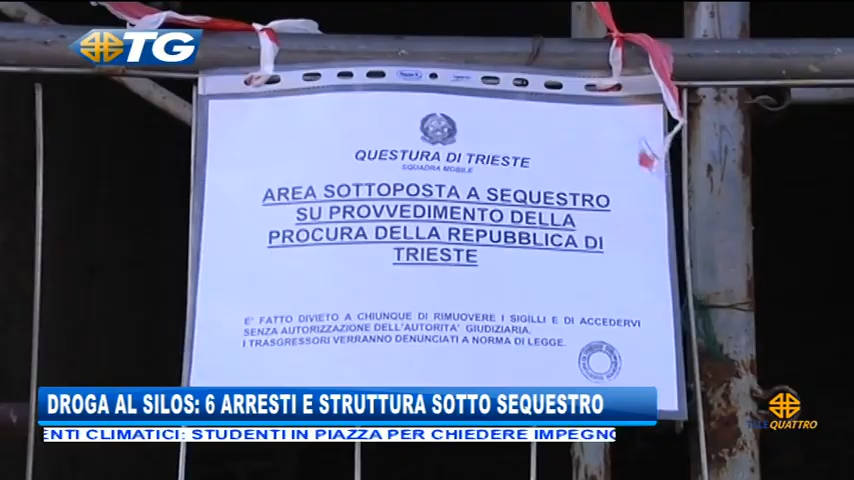 TG
QUESTURA DI TRIESTE
SQUADRA MOBILE
AREA SOTTOPOSTA A SEQUESTRO
SU PROVVEDIMENTO DELLA
PROCURA DELLA REPUBBLICA DI
TRIESTE
E' FATTO DIVIETO A CHIUNQUE DI RIMUOVERE I SIGILLI E DI ACCEDERVI
SENZA AUTORIZZAZIONE DELL'AUTORITA' GIUDIZIARIA.
I TRASGRESSORI VERRANNO DENUNCIATI A NORMA DI LEGGE.
DROGA AL SILOS: 6 ARRESTI E STRUTTURA SOTTO SEQUESTRO
ENTI CLIMATICI: STUDENTI IN PIAZZA PER CHIEDERE IMPEGNO
TELEQUATTRO